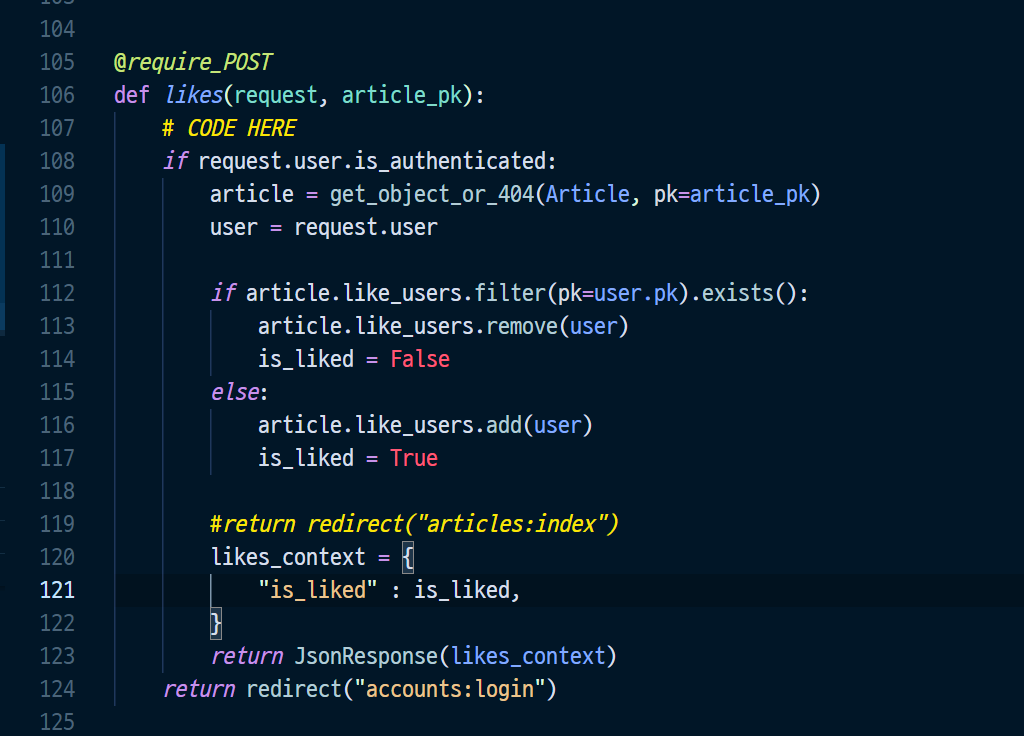 104
105 @require_POST
106 def likes(request, article_pk):
107     # CODE HERE
108     if request.user.is_authenticated:
109         article = get_object_or_404(Article, pk=article_pk)
110         user = request.user
111
112         if article.like_users.filter(pk=user.pk).exists():
113             article.like_users.remove(user)
114             is_liked = False
115         else:
116             article.like_users.add(user)
117             is_liked = True
118
119         #return redirect("articles:index")
120         likes_context = {
121             "is_liked" : is_liked,
122         }
123         return JsonResponse(likes_context)
124     return redirect("accounts:login")
125